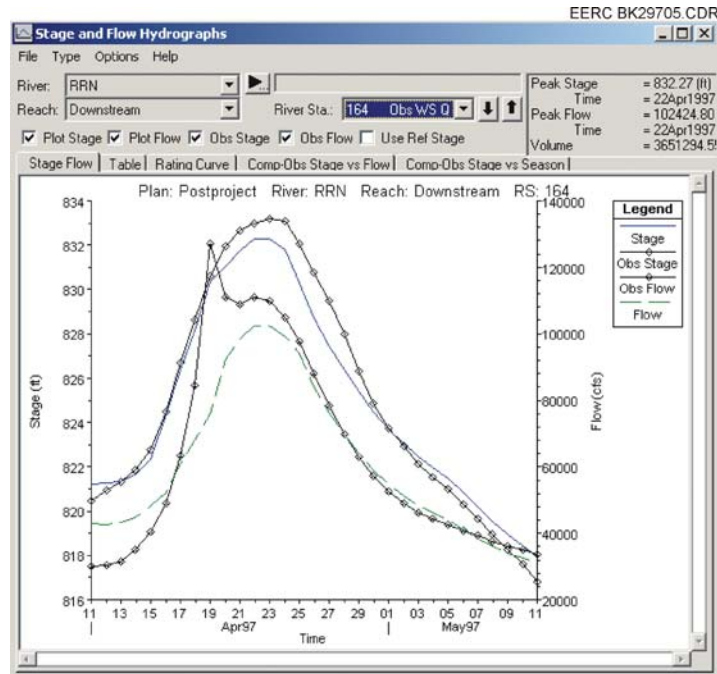 EERC BK29705.CDR
Stage and Flow Hydrographs
File Type Options Help
River: RRN
Reach: Downstream River Sta.: 164 Obs WS Q
Peak Stage = 832.27 (ft)
Time = 22Apr1997
Peak Flow = 102424.80
Time = 22Apr1997
Volume = 3651294.5
Plot Stage Plot Flow Obs Stage Obs Flow Use Ref Stage
Stage Flow Table Rating Curve Comp-Obs Stage vs Flow Comp-Obs Stage vs Season
Plan: Postproject River: RRN Reach: Downstream RS: 164
834
832
830
828
826
824
822
820
818
816
Stage (ft)
140000
120000
100000
80000
60000
40000
20000
Flow (cfs)
Legend
Stage
Obs Stage
Obs Flow
Flow
11 13 15 17 19 21 23 25 27 29 01 03 05 07 09 11
Apr97 May97
Time